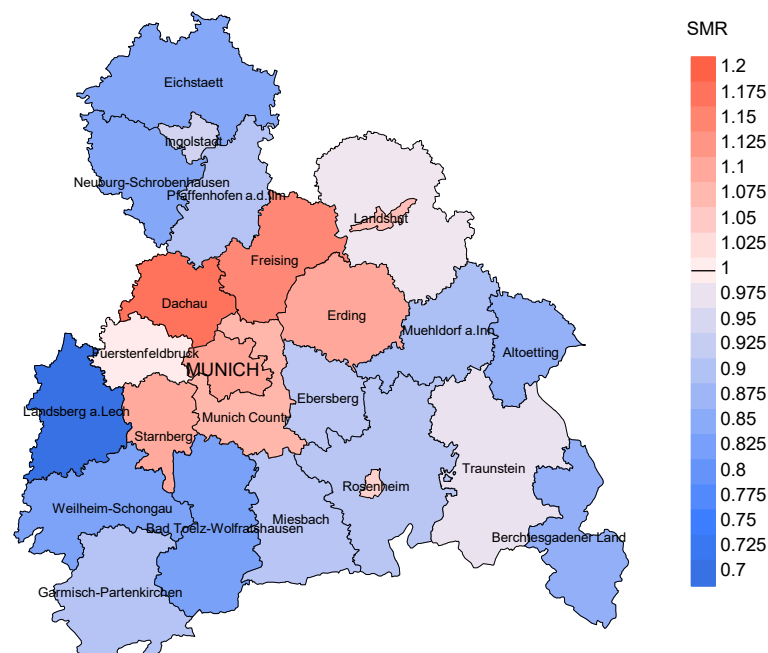 SMR
1.2
1.175
1.15
1.125
1.1
1.075
1.05
1.025
1
0.975
0.95
0.925
0.9
0.875
0.85
0.825
0.8
0.775
0.75
0.725
0.7
Eichstaett
Ingolstadt
Neuburg-Schrobenhausen
Pfaffenhofen a.d.Ilm
Landshut
Freising
Dachau
Erding
Muehldorf a.Inn
Fuerstenfeldbruck
Altoetting
MUNICH
Ebersberg
Landsberg a.Lech
Munich County
Starnberg
Traunstein
Rosenheim
Weilheim-Schongau
Miesbach
Bad Toelz-Wolfratshausen
Berchtesgadener Land
Garmisch-Partenkirchen